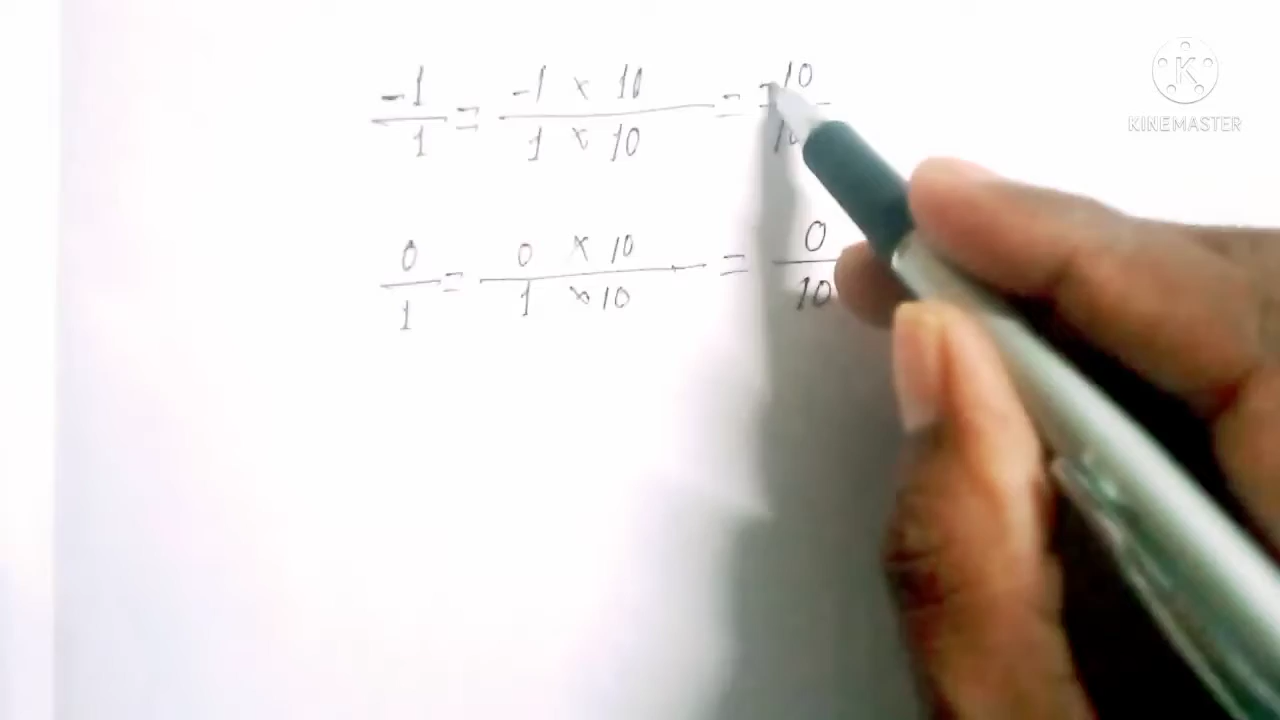 -1/1 = -1 × 10/1 × 10 = -10/10
0/1 = 0 × 10/1 × 10 = 0/10
KINEMASTER